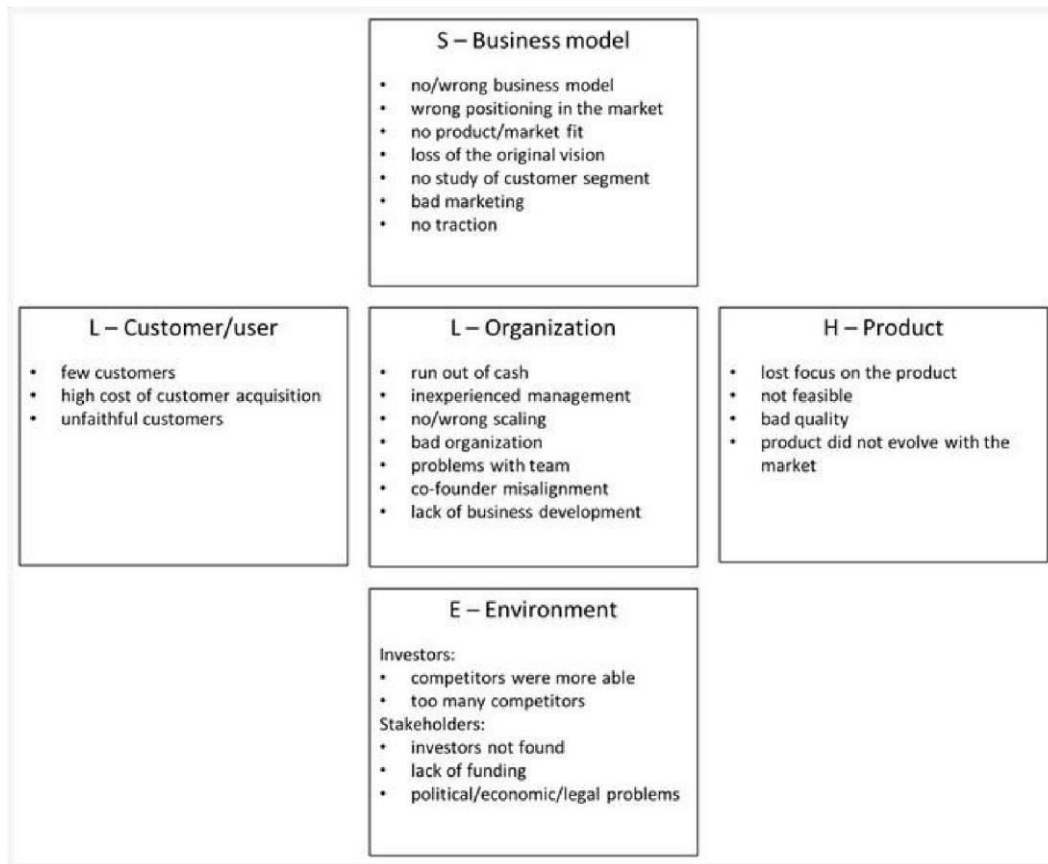 S – Business model
• no/wrong business model
• wrong positioning in the market
• no product/market fit
• loss of the original vision
• no study of customer segment
• bad marketing
• no traction
L – Customer/user
• few customers
• high cost of customer acquisition
• unfaithful customers
L – Organization
• run out of cash
• inexperienced management
• no/wrong scaling
• bad organization
• problems with team
• co-founder misalignment
• lack of business development
H – Product
• lost focus on the product
• not feasible
• bad quality
• product did not evolve with the
market
E – Environment
Investors:
• competitors were more able
• too many competitors
Stakeholders:
• investors not found
• lack of funding
• political/economic/legal problems